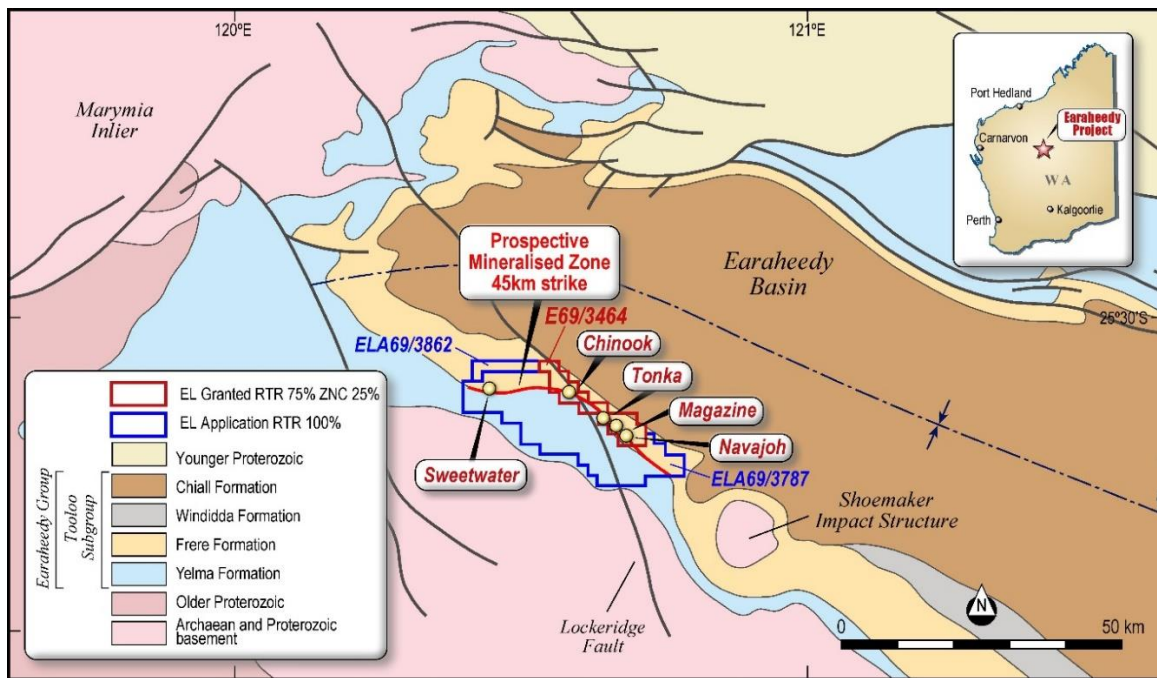 120ºE
121ºE
Marymia
Inlier
Port Hedland
Earaheedy
Project
Carnarvon
WA
Perth
Kalgoorlie
Prospective
Mineralised Zone
45km strike
Earaheedy
Basin
25º30'S
E69/3464
ELA69/3862
Chinook
Tonka
Magazine
Navajoh
Sweetwater
ELA69/3787
Shoemaker
Impact Structure
Lockeridge
Fault
N
0
50 km
EL Granted RTR 75% ZNC 25%
EL Application RTR 100%
Younger Proterozoic
Earaheedy Group
Tooloo
Subgroup
Chiall Formation
Windidda Formation
Frere Formation
Yelma Formation
Older Proterozoic
Archaean and Proterozoic
basement